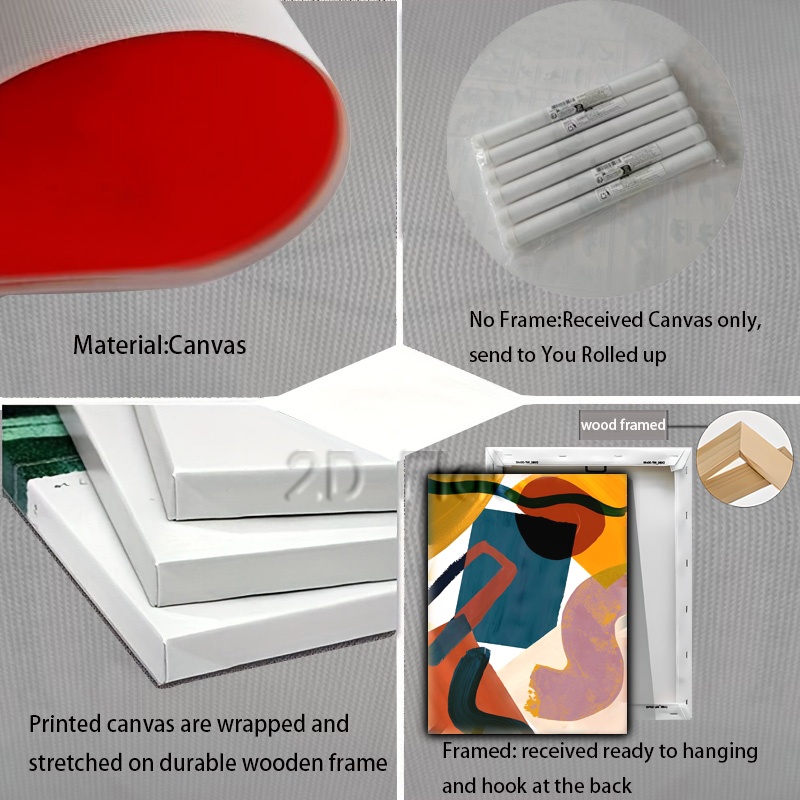 Material:Canvas
No Frame:Received Canvas only,
send to You Rolled up
wood framed
2D
Printed canvas are wrapped and
stretched on durable wooden frame
Framed: received ready to hanging
and hook at the back